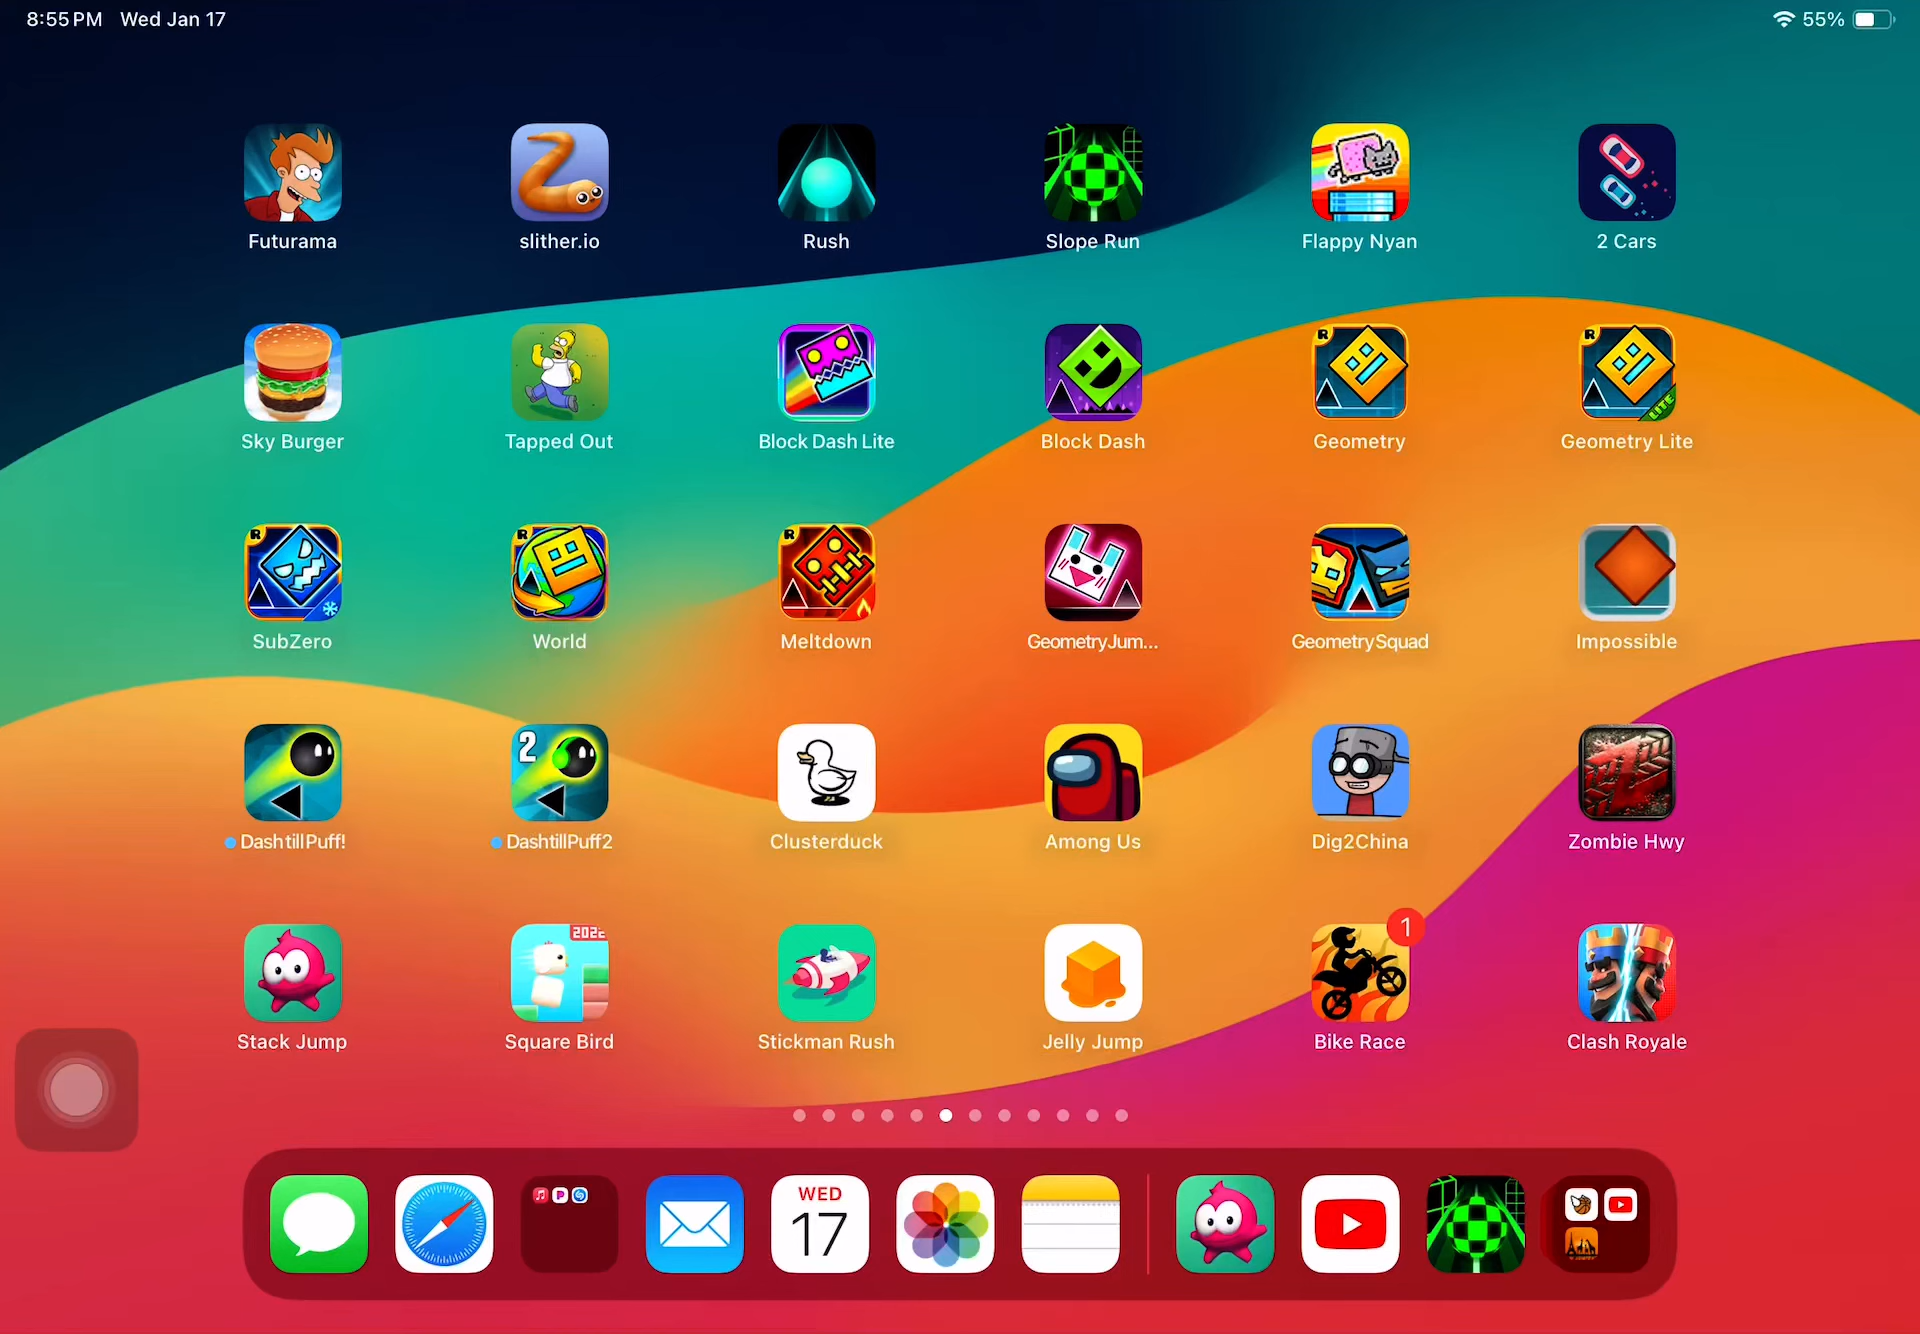 8:55 PM Wed Jan 17
55%
Futurama
slither.io
Rush
Slope Run
Flappy Nyan
2 Cars
Sky Burger
Tapped Out
Block Dash Lite
Block Dash
R
Geometry
R
LITE
Geometry Lite
R
SubZero
R
World
R
Meltdown
GeometryJum...
GeometrySquad
Impossible
DashtillPuff!
2
DashtillPuff2
Clusterduck
Among Us
Dig2China
Zombie Hwy
Stack Jump
Square Bird
Stickman Rush
Jelly Jump
1
Bike Race
Clash Royale
P
WED
17